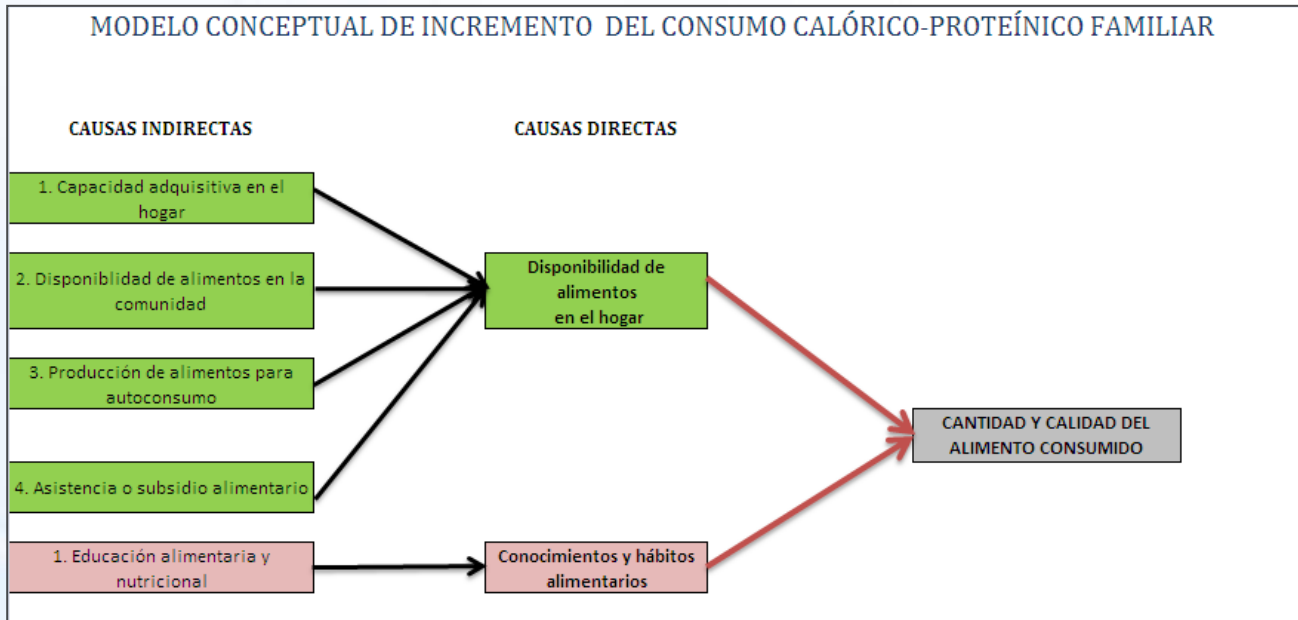 MODELO CONCEPTUAL DE INCREMENTO DEL CONSUMO CALÓRICO-PROTEÍNICO FAMILIAR
CAUSAS INDIRECTAS
CAUSAS DIRECTAS
1. Capacidad adquisitiva en el
hogar
2. Disponiblidad de alimentos en la
comunidad
3. Producción de alimentos para
autoconsumo
4. Asistencia o subsidio alimentario
1. Educación alimentaria y
nutricional
Disponibilidad de
alimentos
en el hogar
Conocimientos y hábitos
alimentarios
CANTIDAD Y CALIDAD DEL
ALIMENTO CONSUMIDO